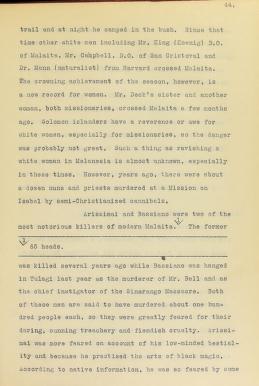 44.
trail and at night he camped in the bush. Since that
time other white men including Mr. King (Koenig) D.O.
of Malaita, Mr. Campbell, D.O. of San Cristoval and
Dr. Mann (naturalist) from Harvard crossed Malaita.
The crowning achievement of the season, however, is
a new record for women. Mr. Deck's sister and another
woman, both missionaries, crossed Malaita a few months
ago. Solomon islanders have a reverence or awe for
white women, especially for missionaries, so the danger
was probably not great. Such a thing as ravishing a
white woman in Melanesia is almost unknown, especially
in these times. However, years ago, there were about
a dozen nuns and priests murdered at a Mission on
Isabel by semi-Christianized cannibals.
Arissimai and Bassiano were two of the
most notorious killers of modern Malaita. The former
60 heads.
was killed several years ago while Bassiano was hanged
in Tulagi last year as the murderer of Mr. Bell and as
the chief instigator of the Sinarango Massacre. Both
of these men are said to have murdered about one hun-
dred people each, so they were greatly feared for their
daring, cunning treachery and fiendish cruelty. Arissi-
mai was more feared on account of his low-minded bestial-
ity and because he practised the arts of black magic.
According to native information, he was so feared by some